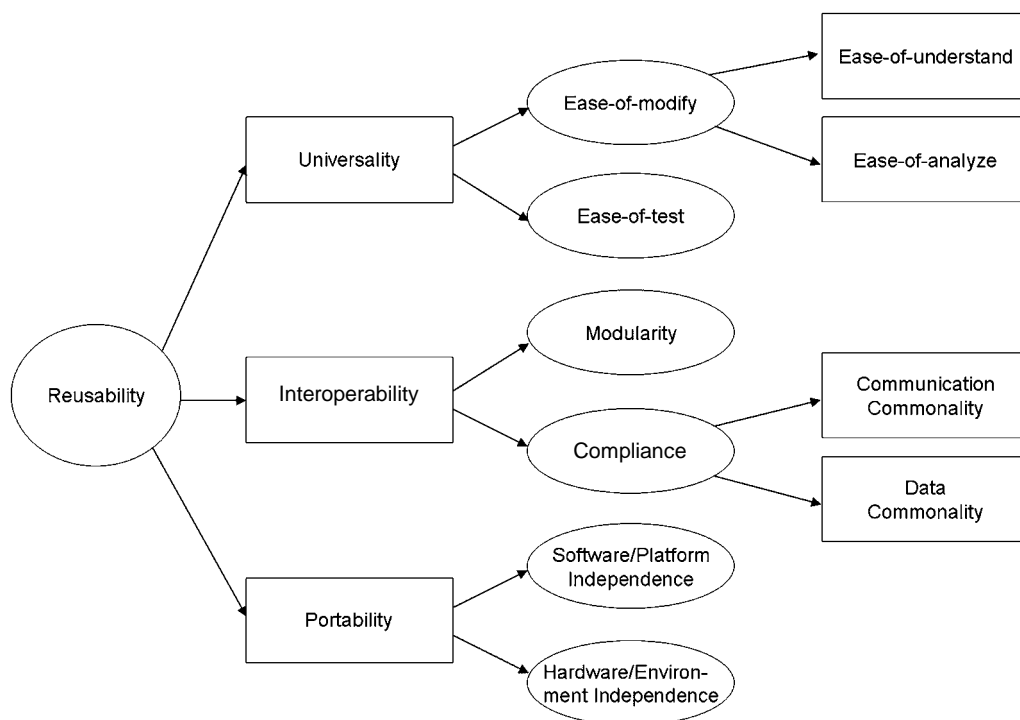 Ease-of-understand
Ease-of-modify
Universality
Ease-of-analyze
Ease-of-test
Modularity
Reusability
Interoperability
Communication
Commonality
Compliance
Data
Commonality
Software/Platform
Independence
Portability
Hardware/Environ-
ment Independence